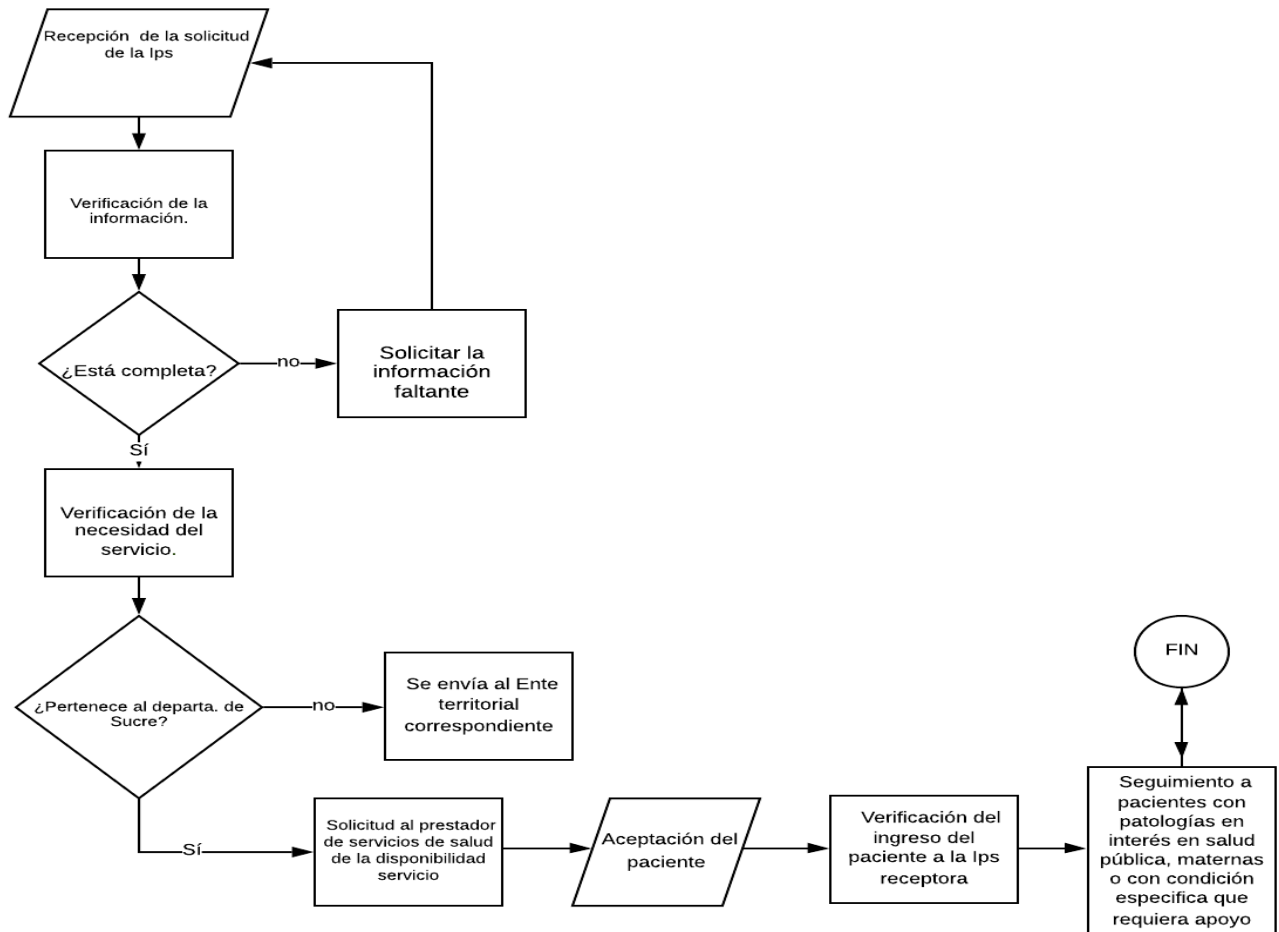 Recepción de la solicitud
de la Ips
Verificación de la
información.
¿Está completa?
no
Solicitar la
información
faltante
Sí
Verificación de la
necesidad del
servicio.
¿Pertenece al departa. de
Sucre?
no
Se envía al Ente
territorial
correspondiente
Sí
Solicitud al prestador
de servicios de salud
de la disponibilidad
servicio
Aceptación del
paciente
Verificación del
ingreso del
paciente a la Ips
receptora
Seguimiento a
pacientes con
patologías en
interés en salud
pública, maternas
o con condición
especifica que
requiera apoyo
FIN